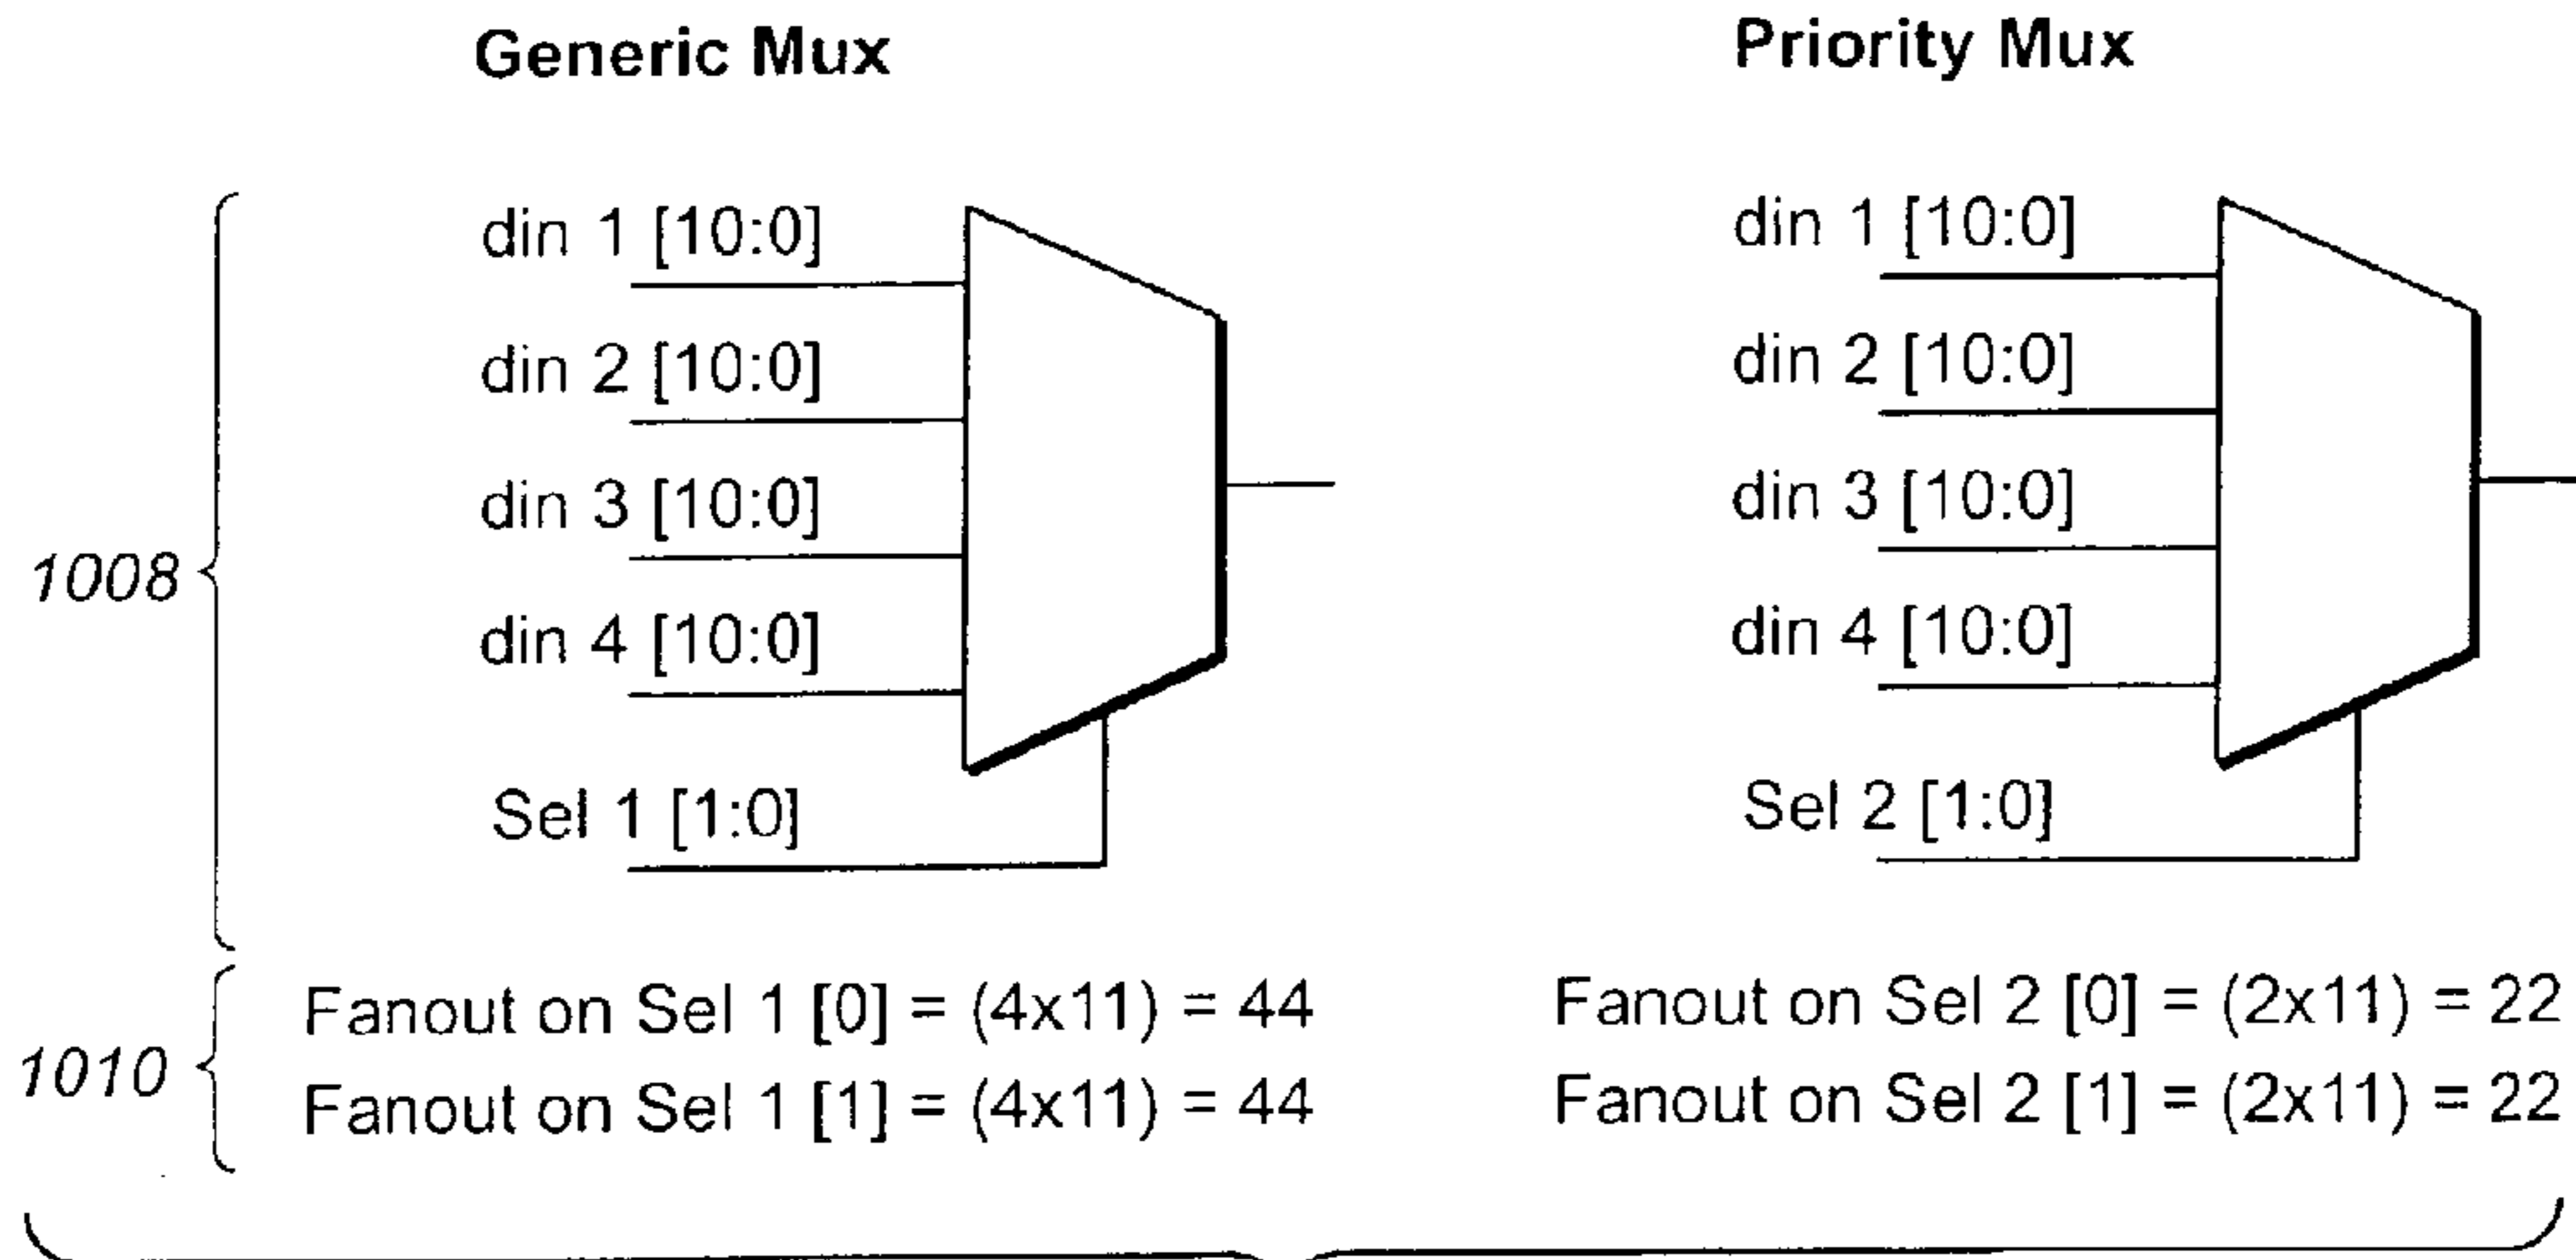 Generic Mux
din 1 [10:0]
din 2 [10:0]
din 3 [10:0]
din 4 [10:0]
Sel 1 [1:0]
Priority Mux
din 1 [10:0]
din 2 [10:0]
din 3 [10:0]
din 4 [10:0]
Sel 2 [1:0]
1008
1010
Fanout on Sel 1 [0] = (4x11) = 44
Fanout on Sel 1 [1] = (4x11) = 44
Fanout on Sel 2 [0] = (2x11) = 22
Fanout on Sel 2 [1] = (2x11) = 22